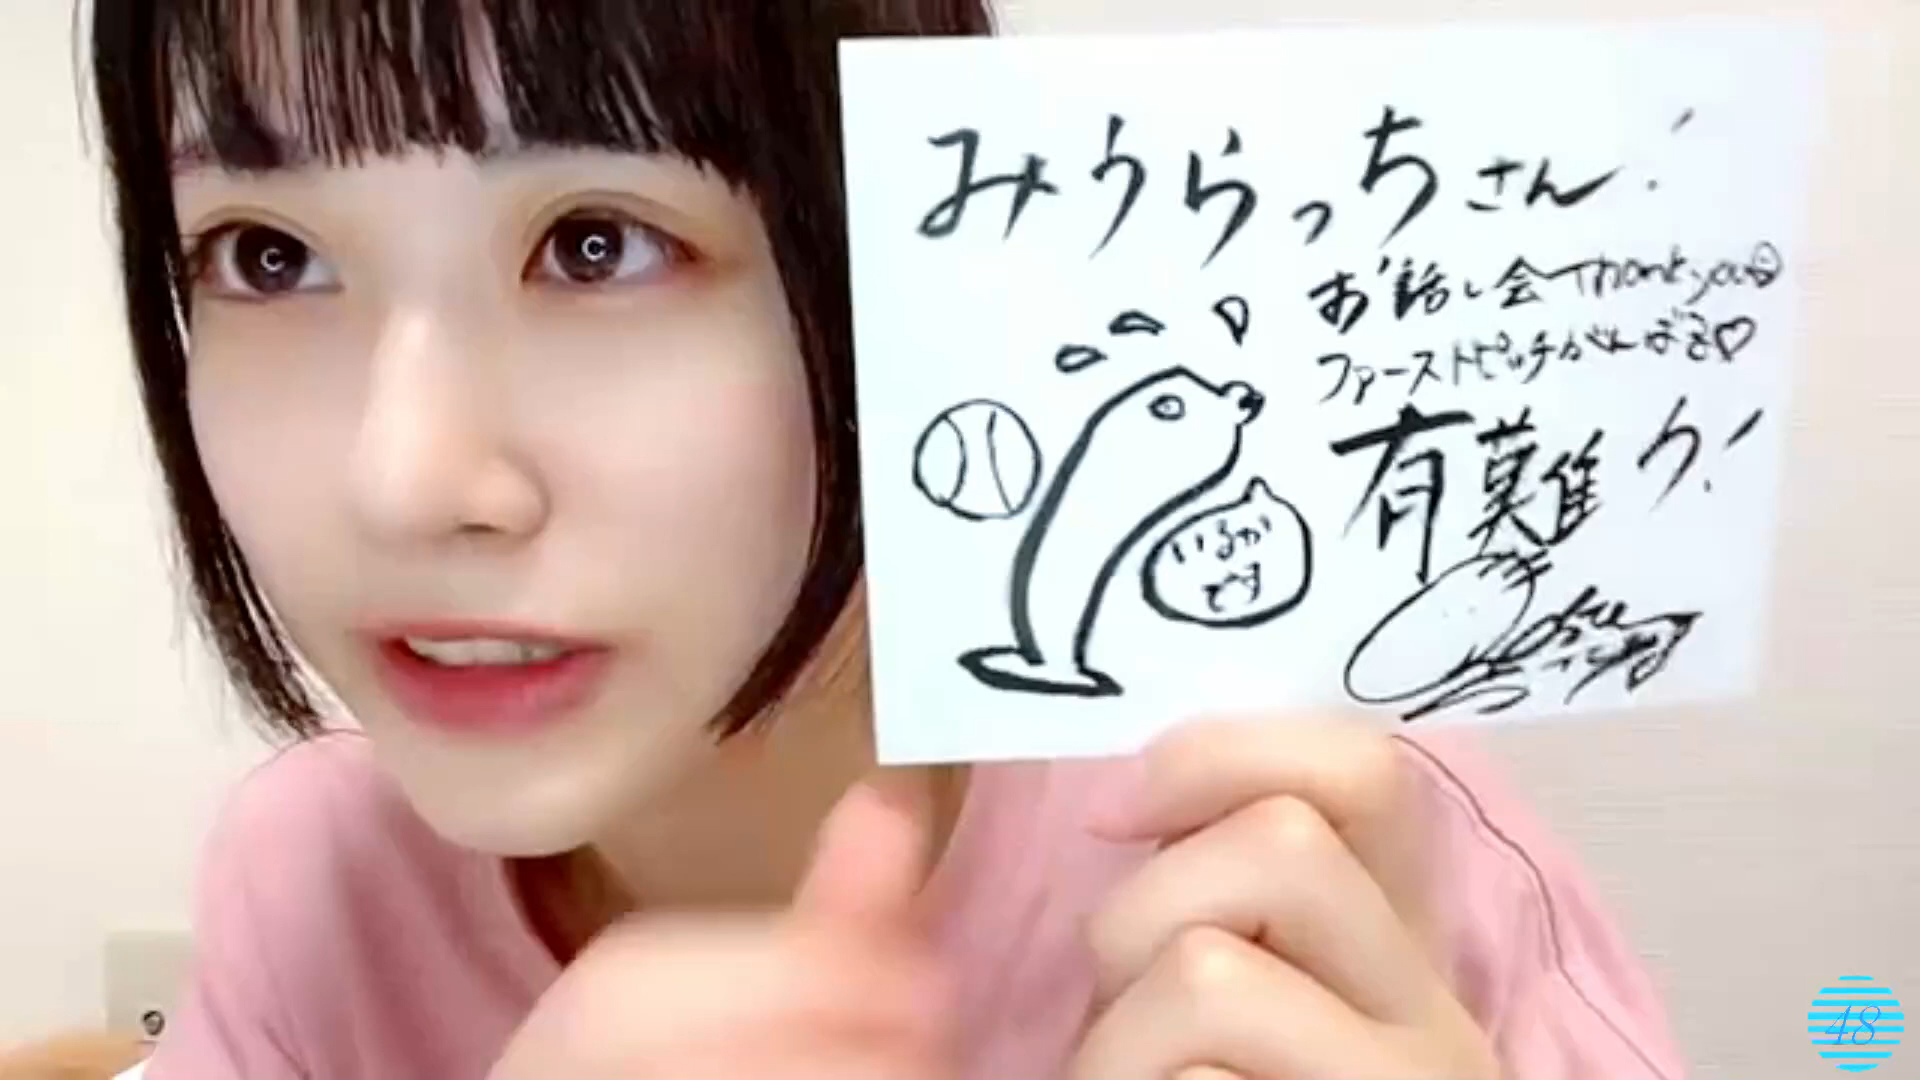 みうらっちさん!
お話し会Thank you
ファーストピッチがんばる♡
有難う!
いるか
です
48